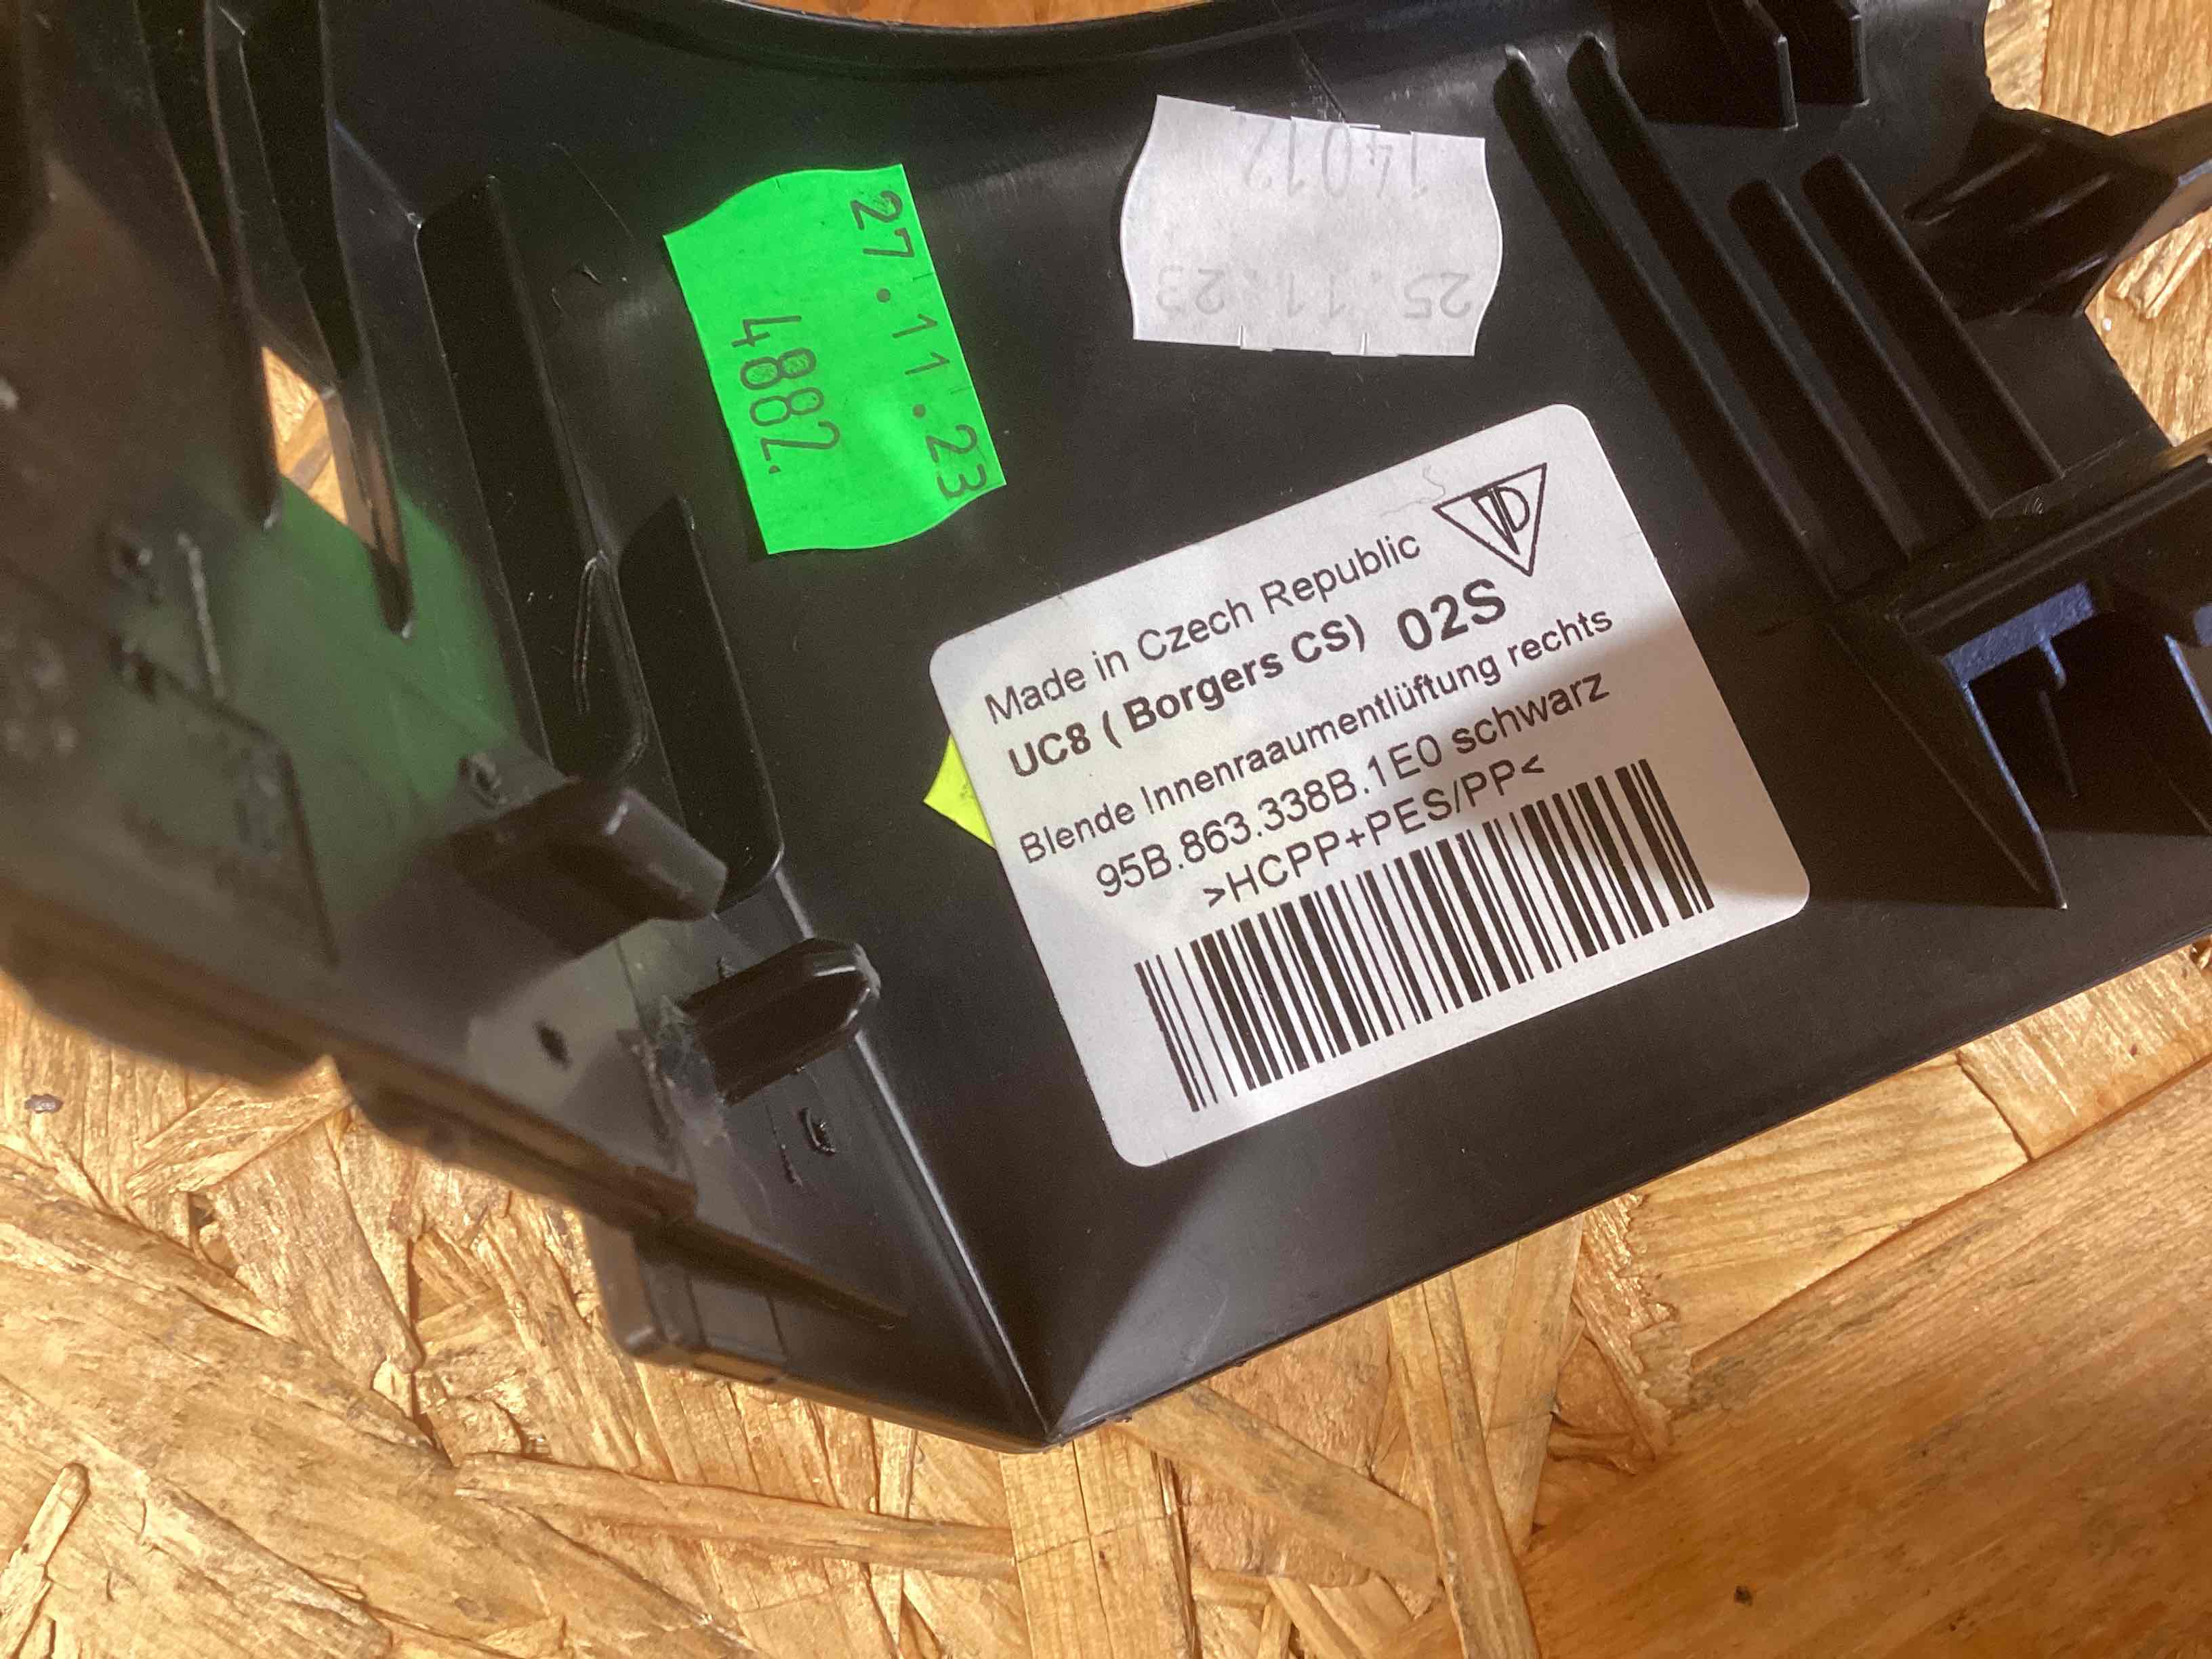 27.11.23
4882.
14012
25.11.23
Made in Czech Republic
UC8 ( Borgers CS) 02S
Blende Innenraaumentlüftung rechts
95B.863.338B.1E0 schwarz
>HCPP+PES/PP<